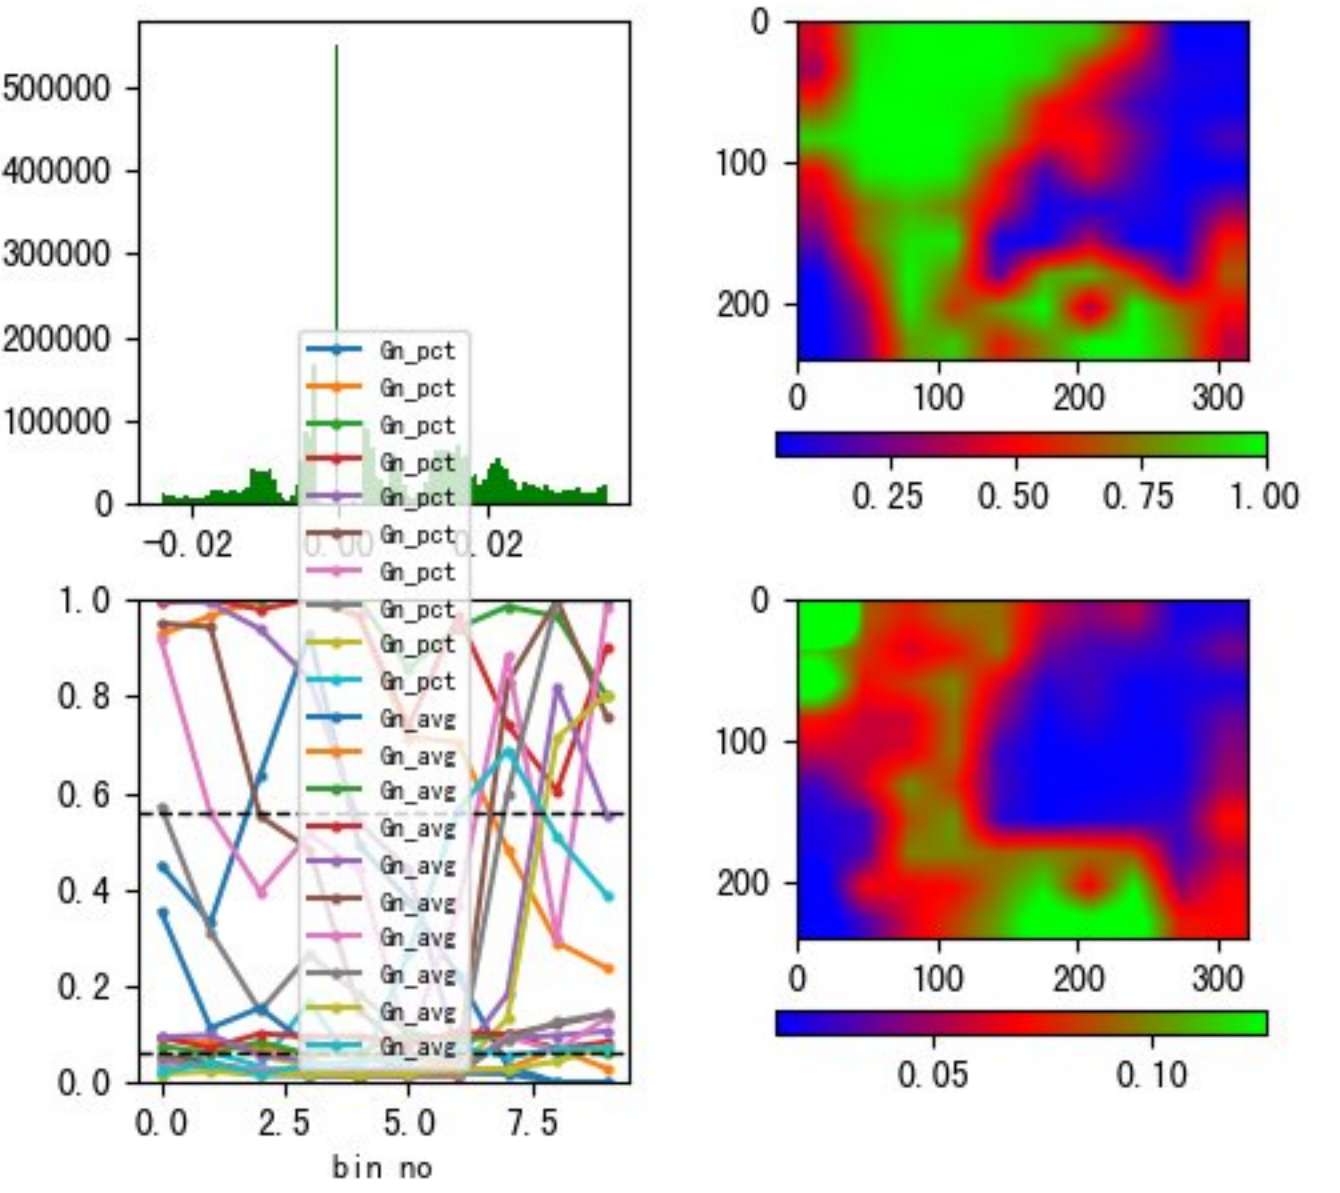 500000
400000
300000
200000
100000
0
-0.02
0.00
0.02
0
100
200
0
100
200
300
0.25
0.50
0.75
1.00
Gn_pct
Gn_pct
Gn_pct
Gn_pct
Gn_pct
Gn_pct
Gn_pct
Gn_pct
Gn_pct
Gn_pct
Gn_avg
Gn_avg
Gn_avg
Gn_avg
Gn_avg
Gn_avg
Gn_avg
Gn_avg
Gn_avg
Gn_avg
1.0
0.8
0.6
0.4
0.2
0.0
0.0
2.5
5.0
7.5
bin no
0
100
200
0
100
200
300
0.05
0.10